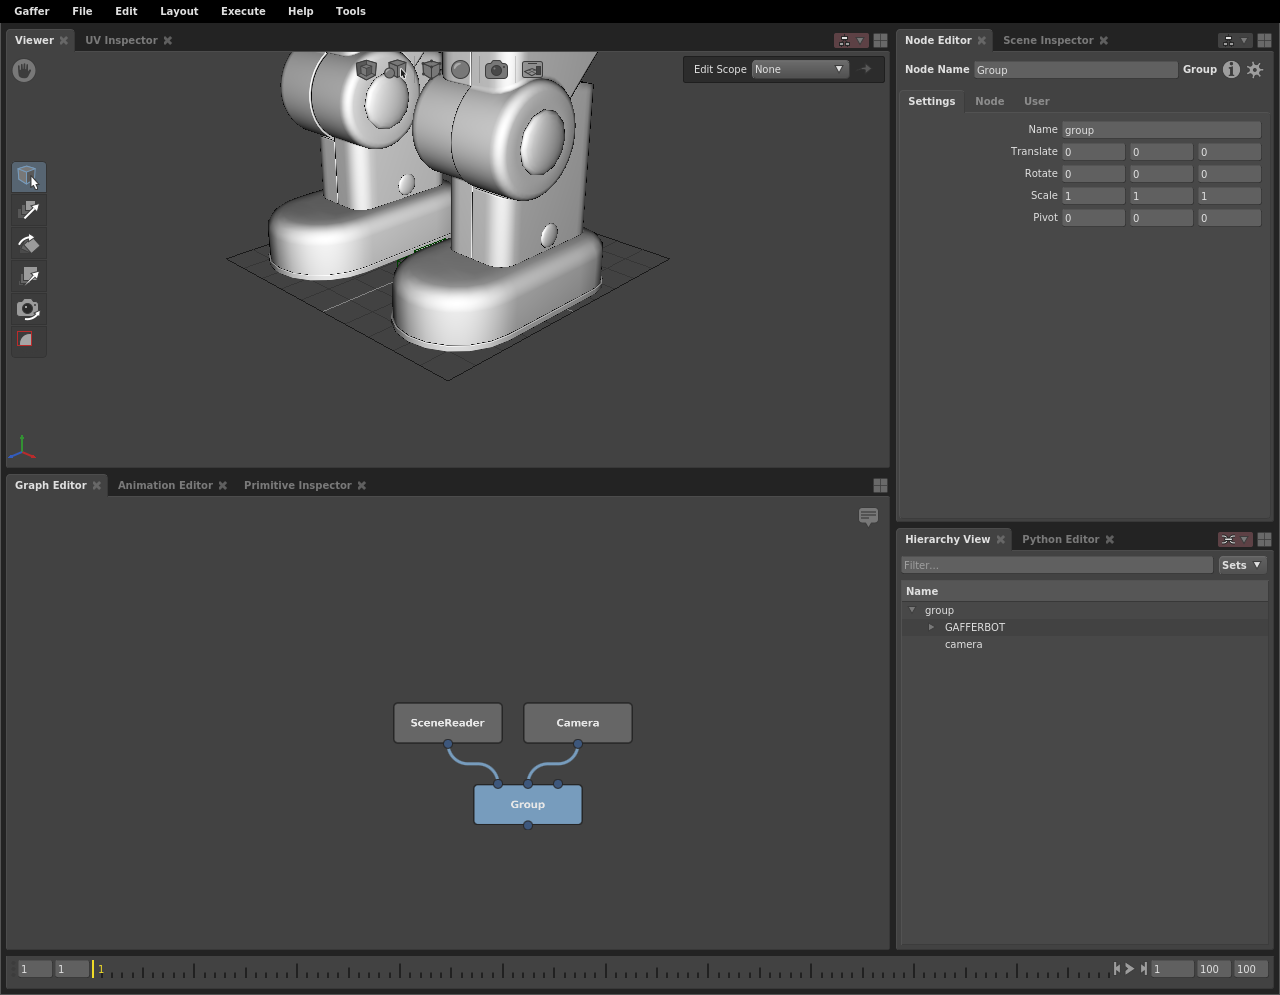 Gaffer File Edit Layout Execute Help Tools
Viewer UV Inspector
Edit Scope None
Node Editor Scene Inspector
Node Name Group Group
Settings Node User
Name group
Translate 0 0 0
Rotate 0 0 0
Scale 1 1 1
Pivot 0 0 0
Graph Editor Animation Editor Primitive Inspector
SceneReader Camera
Group
Hierarchy View Python Editor
Filter... Sets
Name
group
GAFFERBOT
camera
1 1 1 1 100 100